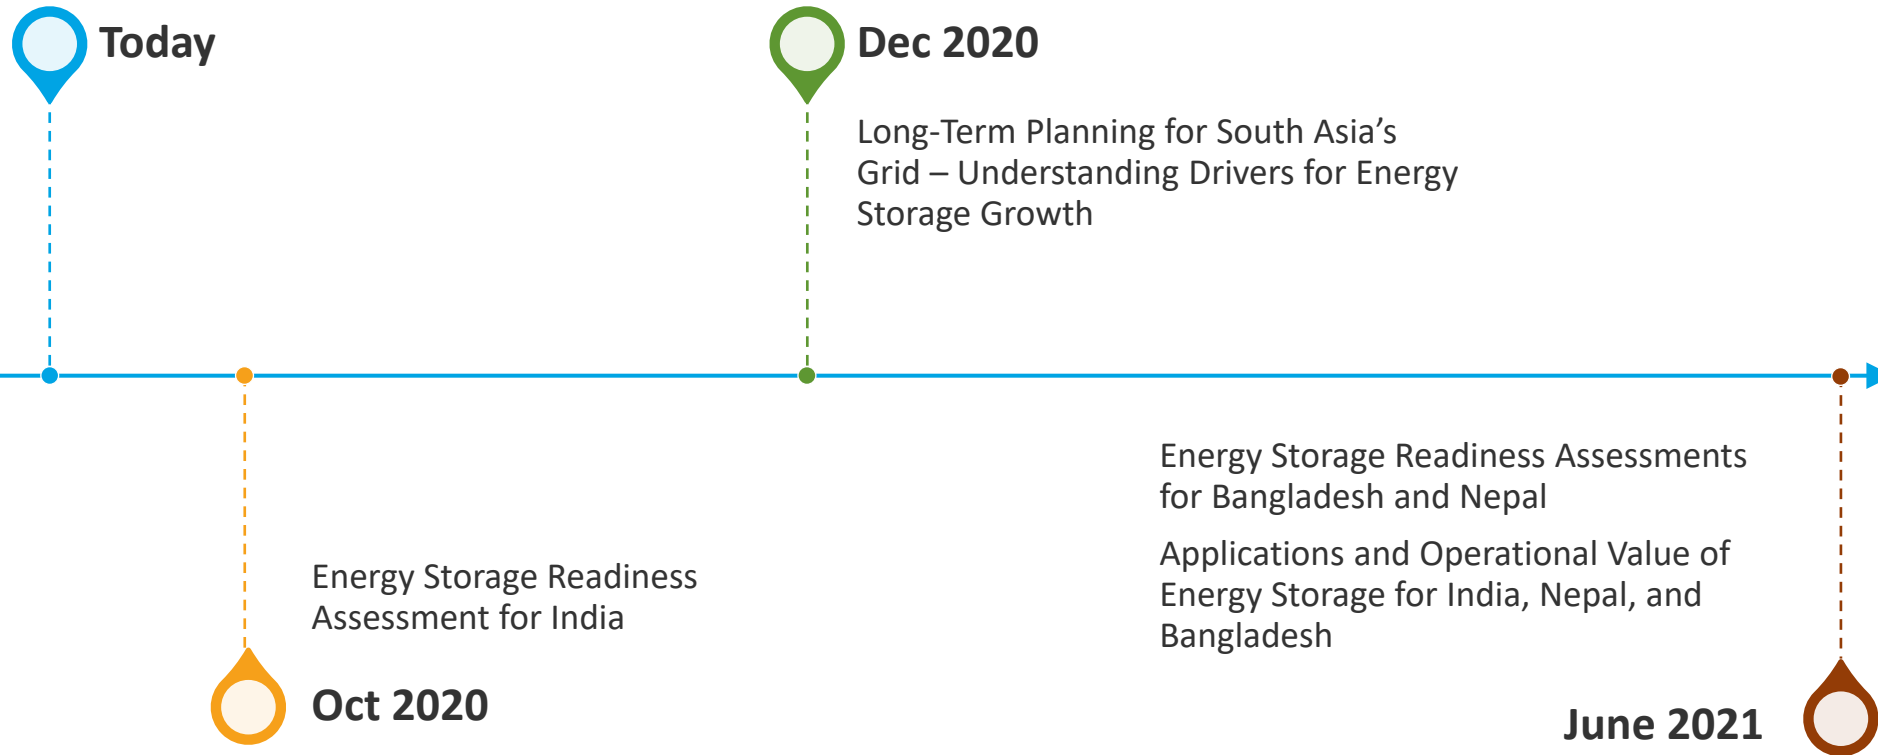 Today
Dec 2020
Long-Term Planning for South Asia’s
Grid – Understanding Drivers for Energy
Storage Growth
Energy Storage Readiness
Assessment for India
Oct 2020
Energy Storage Readiness Assessments
for Bangladesh and Nepal
Applications and Operational Value of
Energy Storage for India, Nepal, and
Bangladesh
June 2021